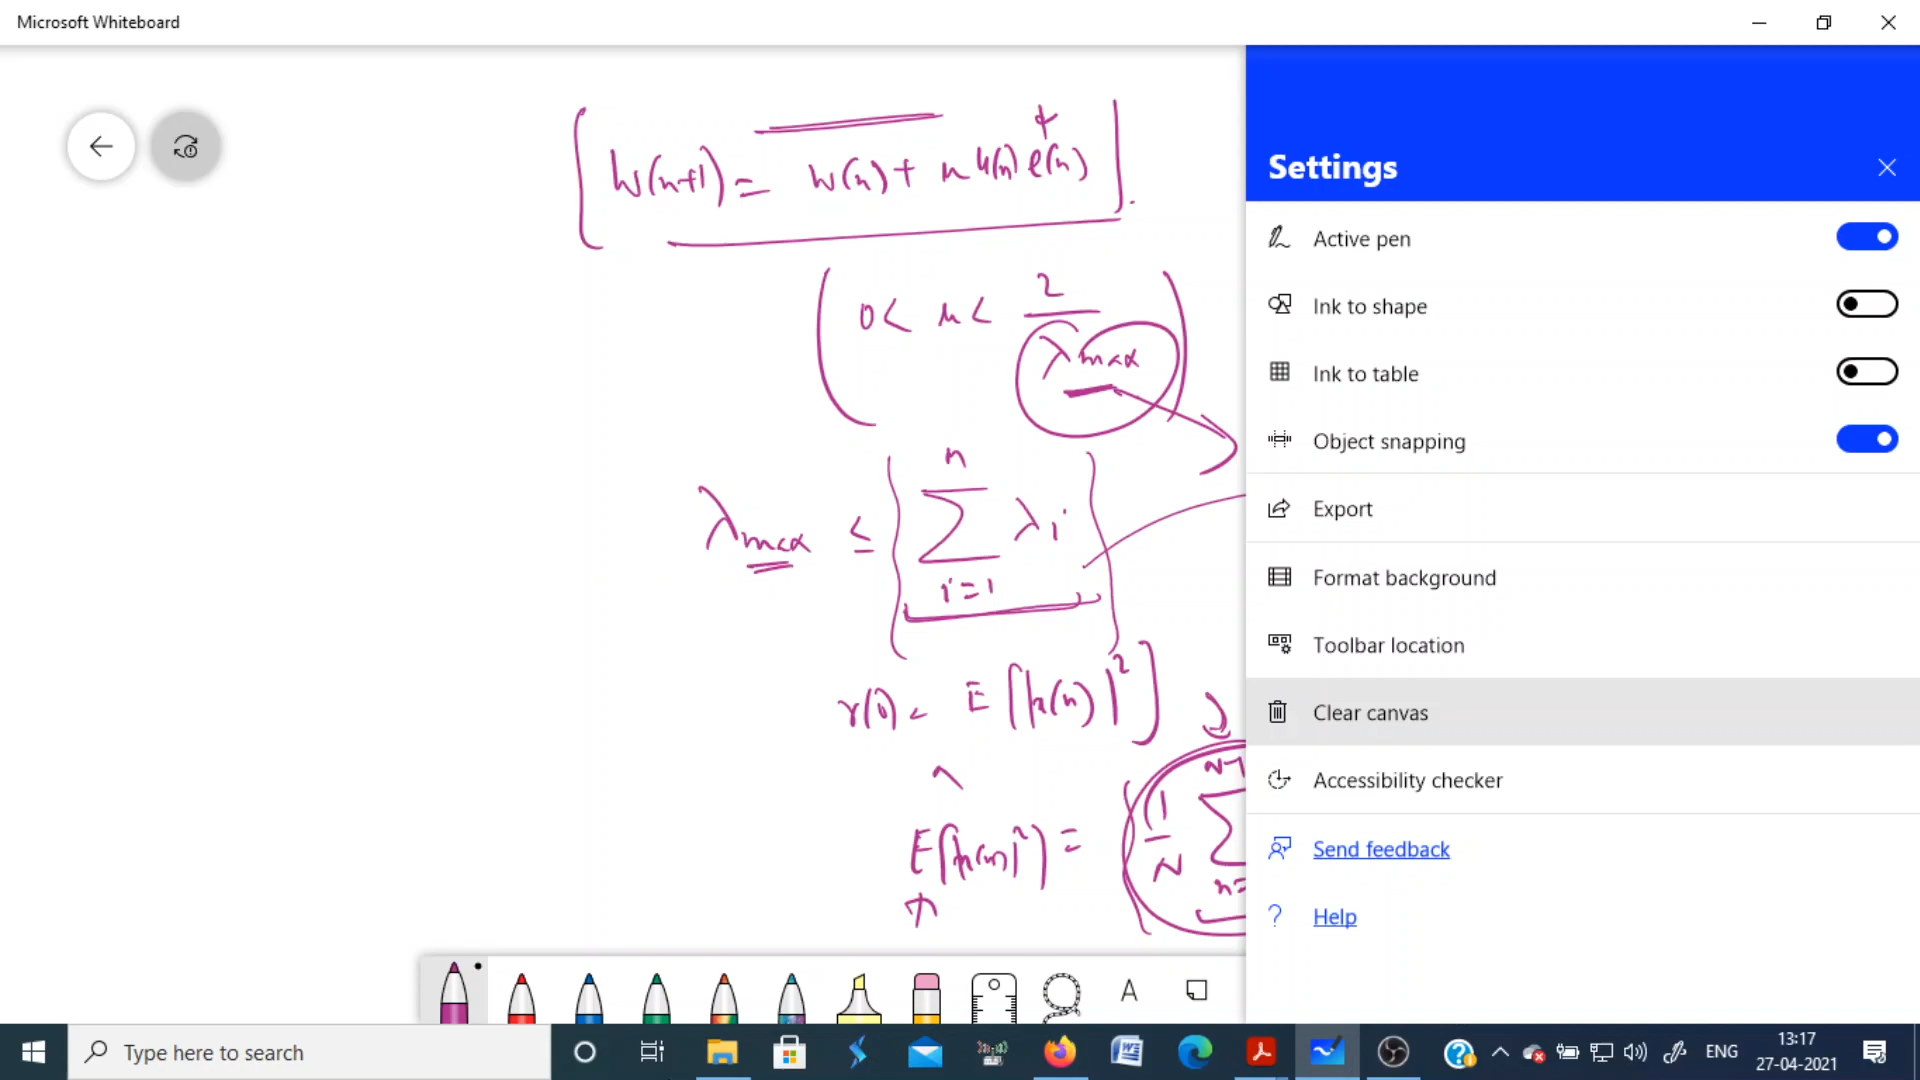 Microsoft Whiteboard
W(n+1) = W(n) + μ u(n) e*(n)
0 < μ < 2 / λmax
λmax ≤ n ∑ i=1 λi
r(0) = E[|u(n)|²]
E[|u(n)|²] = 1/N N-1 ∑ n=
Settings
Active pen
Ink to shape
Ink to table
Object snapping
Export
Format background
Toolbar location
Clear canvas
Accessibility checker
Send feedback
Help
A
Type here to search
ENG
13:17
27-04-2021